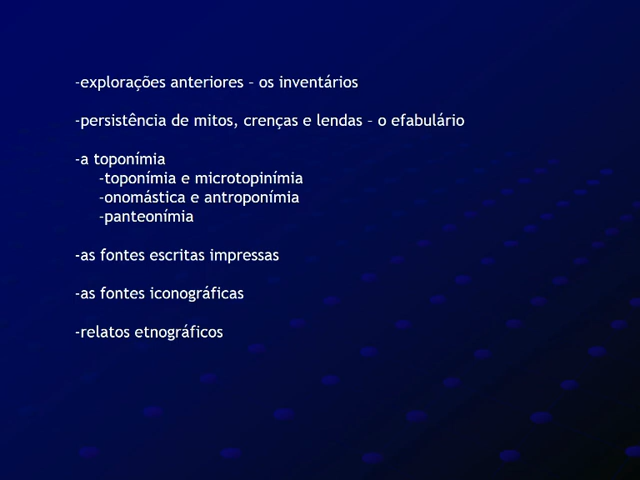 -explorações anteriores – os inventários
-persistência de mitos, crenças e lendas – o efabulário
-a toponímia
-toponímia e microtopinímia
-onomástica e antroponímia
-panteonímia
-as fontes escritas impressas
-as fontes iconográficas
-relatos etnográficos